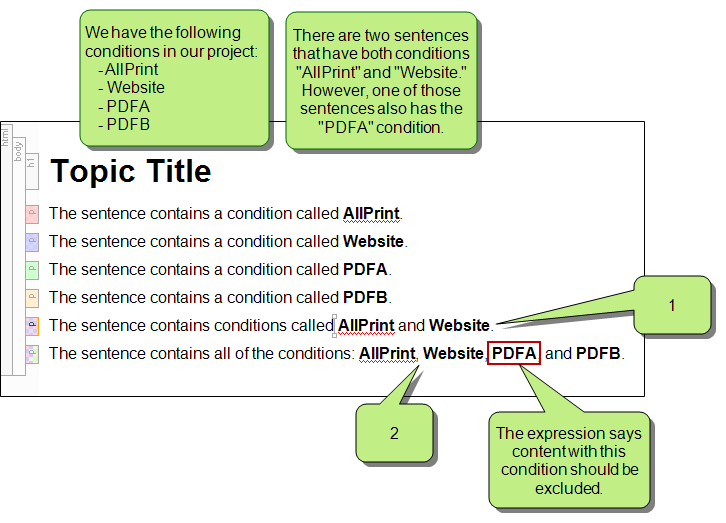 We have the following
conditions in our project:
- AllPrint
- Website
- PDFA
- PDFB
There are two sentences
that have both conditions
"AllPrint" and "Website."
However, one of those
sentences also has the
"PDFA" condition.
html
body
h1
Topic Title
p
The sentence contains a condition called AllPrint.
p
The sentence contains a condition called Website.
p
The sentence contains a condition called PDFA.
p
The sentence contains a condition called PDFB.
p
The sentence contains conditions called AllPrint and Website.
1
p
The sentence contains all of the conditions: AllPrint, Website, PDFA and PDFB.
2
The expression says
content with this
condition should be
excluded.